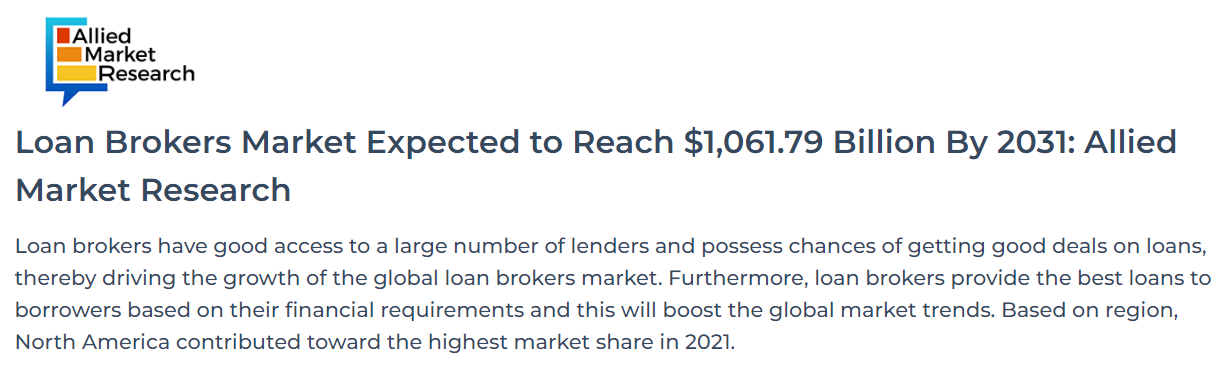 Allied
Market
Research
Loan Brokers Market Expected to Reach $1,061.79 Billion By 2031: Allied
Market Research
Loan brokers have good access to a large number of lenders and possess chances of getting good deals on loans,
thereby driving the growth of the global loan brokers market. Furthermore, loan brokers provide the best loans to
borrowers based on their financial requirements and this will boost the global market trends. Based on region,
North America contributed toward the highest market share in 2021.